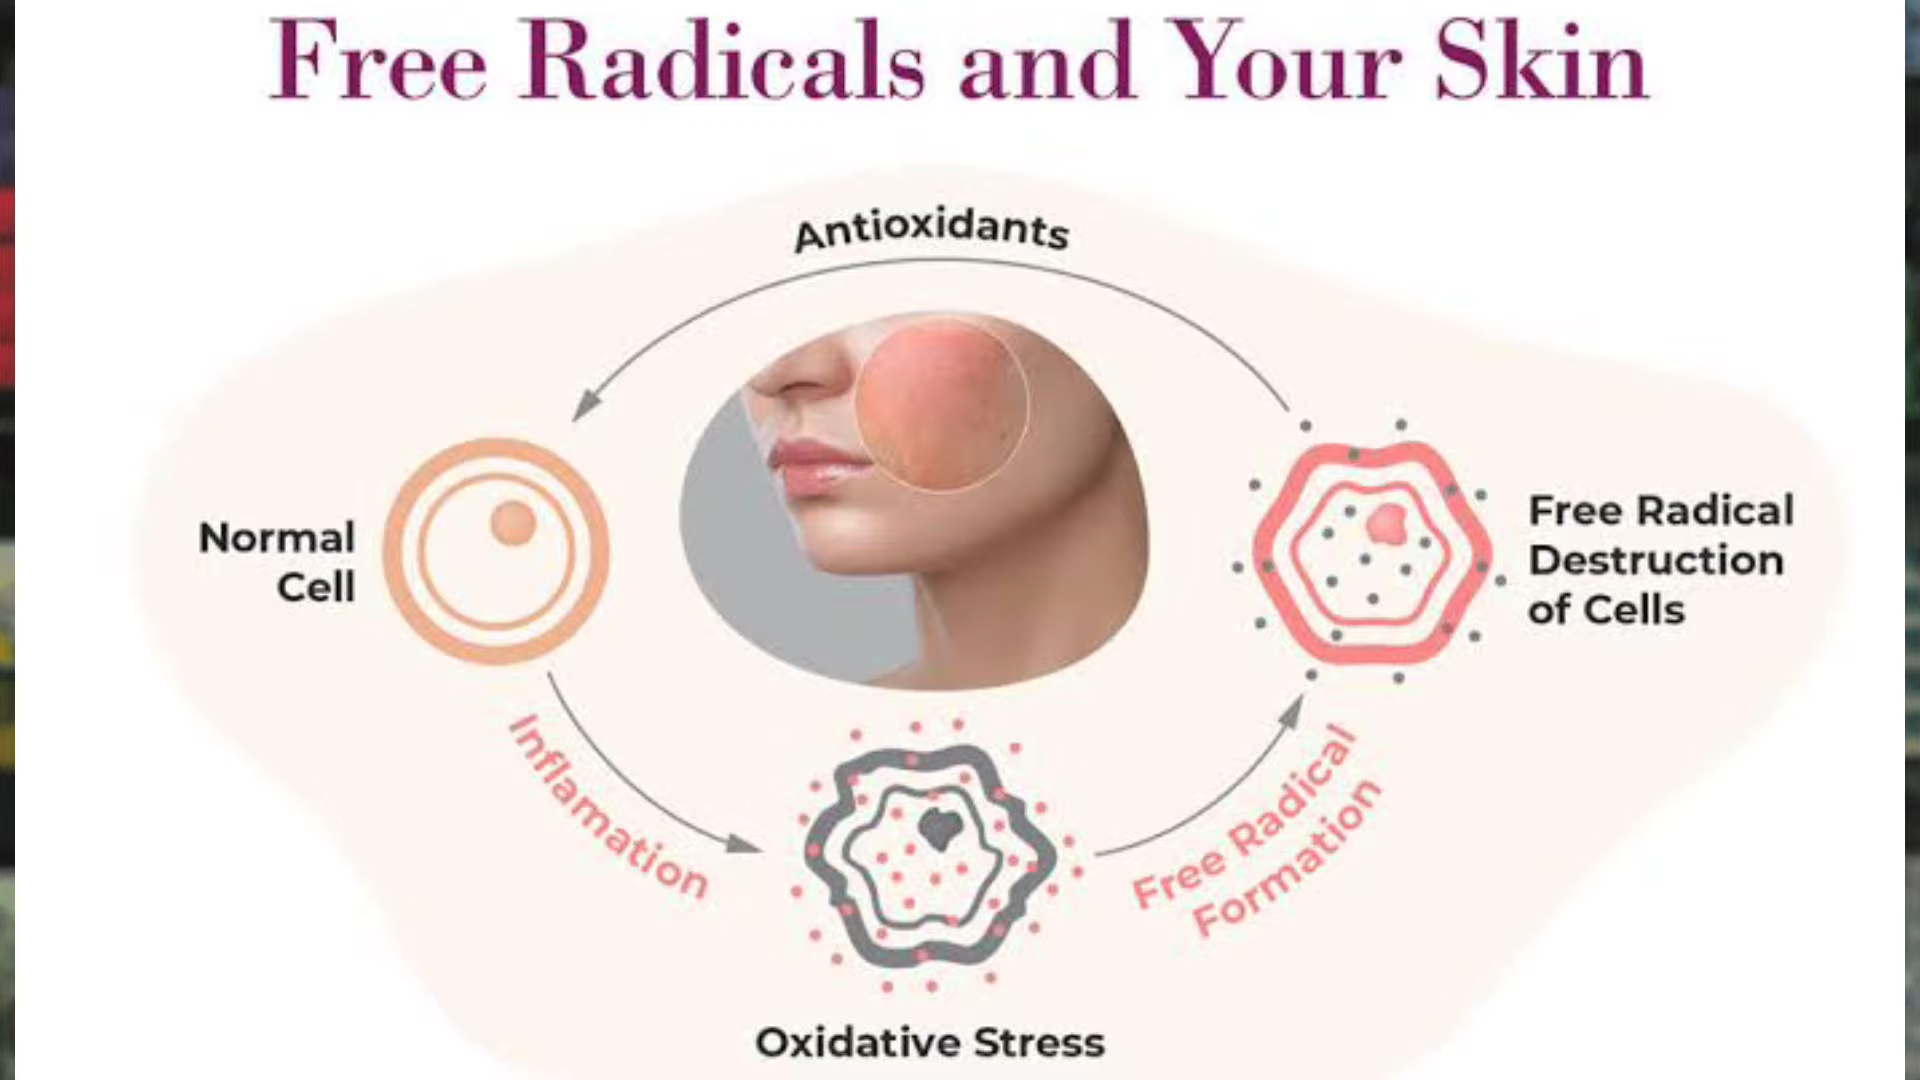 Free Radicals and Your Skin
Antioxidants
Normal
Cell
Free Radical
Destruction
of Cells
Inflamation
Free Radical
Formation
Oxidative Stress